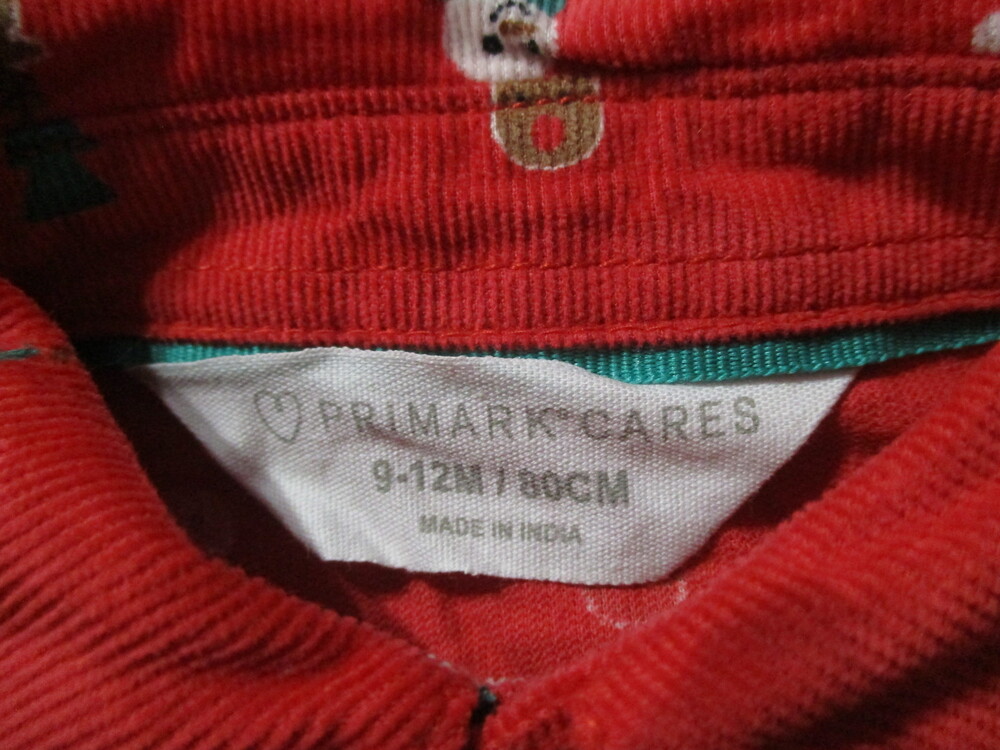 PRIMARK® CARES
9-12M / 80CM
MADE IN INDIA